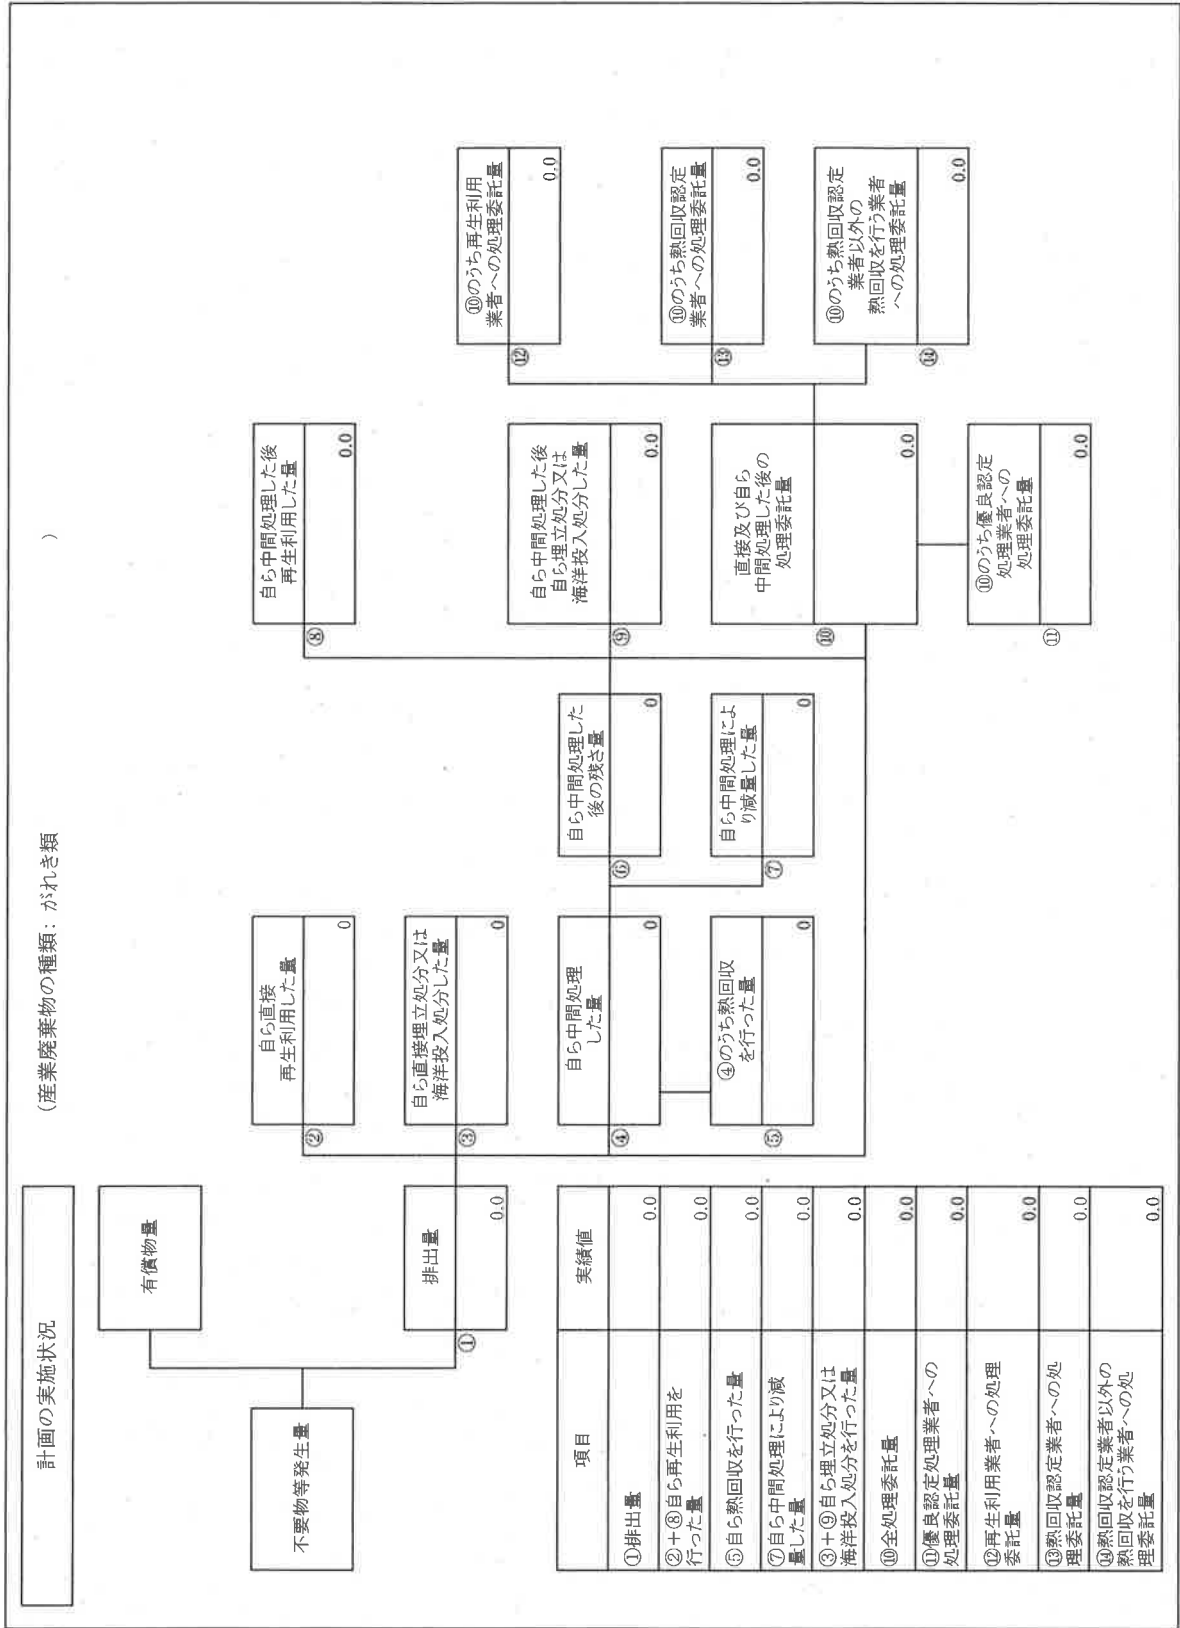 計画の実施状況
(産業廃棄物の種類: がれき類
)
不要物等発生量
有償物量
①
排出量
0.0
②
自ら直接
再生利用した量
0
③
自ら直接埋立処分又は
海洋投入処分した量
0
④
自ら中間処理
した量
0
⑤
④のうち熱回収
を行った量
0
⑥
自ら中間処理した
後の残さ量
0
⑦
自ら中間処理によ
り減量した量
0
⑧
自ら中間処理した後
再生利用した量
0.0
⑨
自ら中間処理した後
自ら埋立処分又は
海洋投入処分した量
0.0
⑩
直接及び自ら
中間処理した後の
処理委託量
0.0
⑪
⑩のうち優良認定
処理業者への
処理委託量
0.0
⑫
⑩のうち再生利用
業者への処理委託量
0.0
⑬
⑩のうち熱回収認定
業者への処理委託量
0.0
⑭
⑩のうち熱回収認定
業者以外の
熱回収を行う業者
への処理委託量
0.0
項目 実績値
①排出量 0.0
②+⑧自ら再生利用を
行った量 0.0
⑤自ら熱回収を行った量 0.0
⑦自ら中間処理により減
量した量 0.0
③+⑨自ら埋立処分又は
海洋投入処分を行った量 0.0
⑩全処理委託量 0.0
⑪優良認定処理業者への
処理委託量 0.0
⑫再生利用業者への処理
委託量 0.0
⑬熱回収認定業者への処
理委託量 0.0
⑭熱回収認定業者以外の
熱回収を行う業者への処
理委託量 0.0